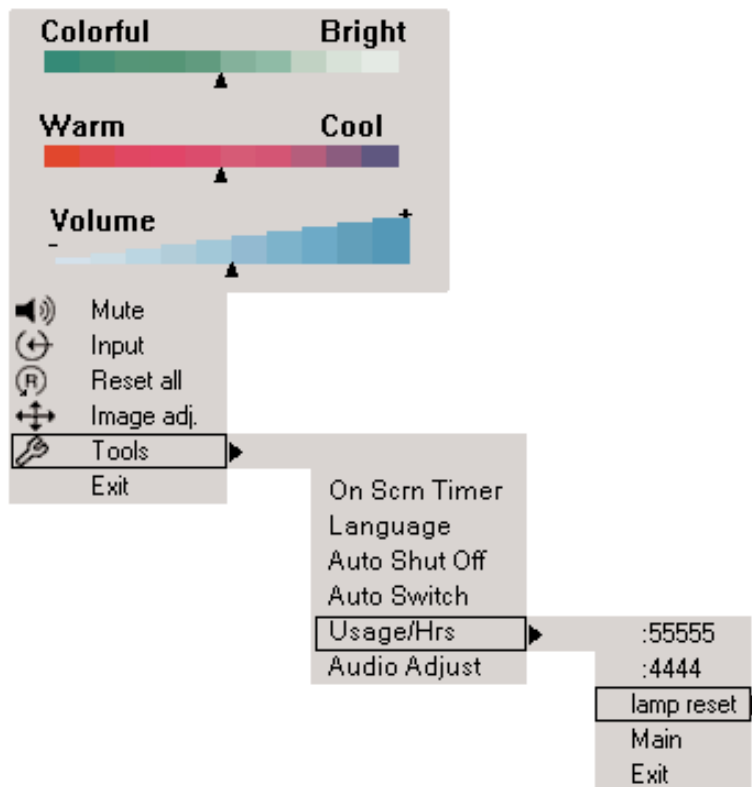 Colorful Bright
Warm Cool
Volume
- +
Mute
Input
R Reset all
Image adj.
Tools
Exit
On Scrn Timer
Language
Auto Shut Off
Auto Switch
Usage/Hrs
Audio Adjust
:55555
:4444
lamp reset
Main
Exit